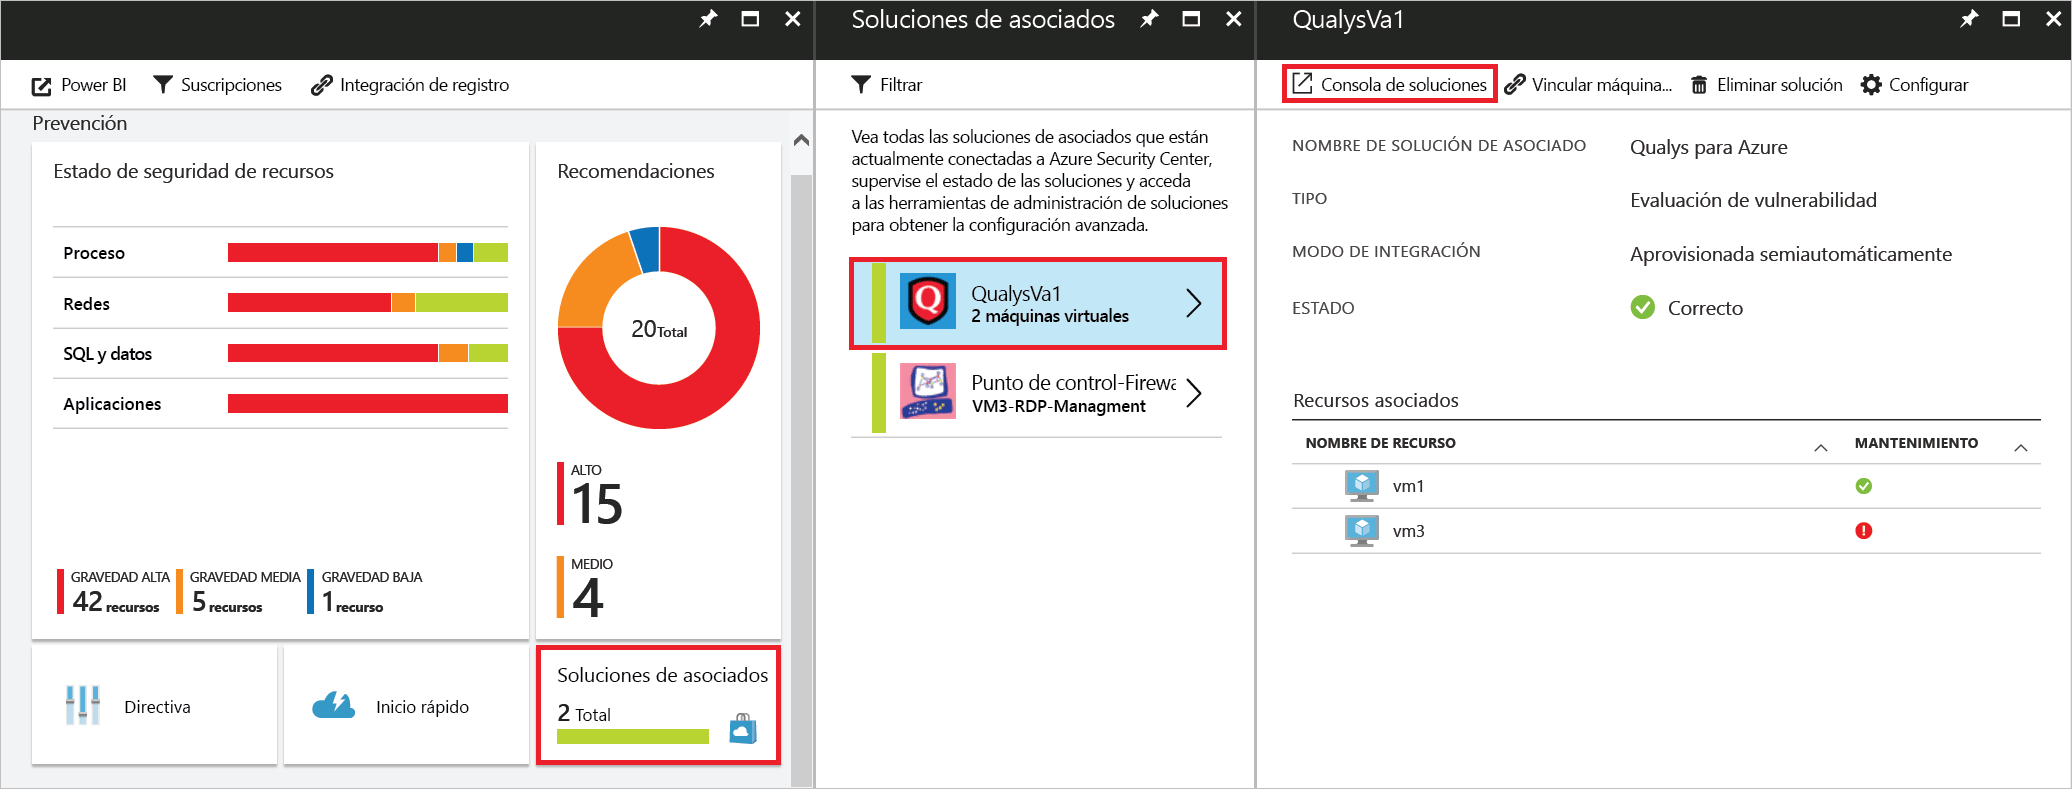 Power BI
Suscripciones
Integración de registro
Prevención
Estado de seguridad de recursos
Proceso
Redes
SQL y datos
Aplicaciones
GRAVEDAD ALTA
42 recursos
GRAVEDAD MEDIA
5 recursos
GRAVEDAD BAJA
1 recurso
Recomendaciones
20 Total
ALTO
15
MEDIO
4
Directiva
Inicio rápido
Soluciones de asociados
2 Total
Soluciones de asociados
Filtrar
Vea todas las soluciones de asociados que están
actualmente conectadas a Azure Security Center,
supervise el estado de las soluciones y acceda
a las herramientas de administración de soluciones
para obtener la configuración avanzada.
QualysVa1
2 máquinas virtuales
Punto de control-Firewa
VM3-RDP-Managment
QualysVa1
Consola de soluciones
Vincular máquina...
Eliminar solución
Configurar
NOMBRE DE SOLUCIÓN DE ASOCIADO
Qualys para Azure
TIPO
Evaluación de vulnerabilidad
MODO DE INTEGRACIÓN
Aprovisionada semiautomáticamente
ESTADO
Correcto
Recursos asociados
NOMBRE DE RECURSO
MANTENIMIENTO
vm1
vm3